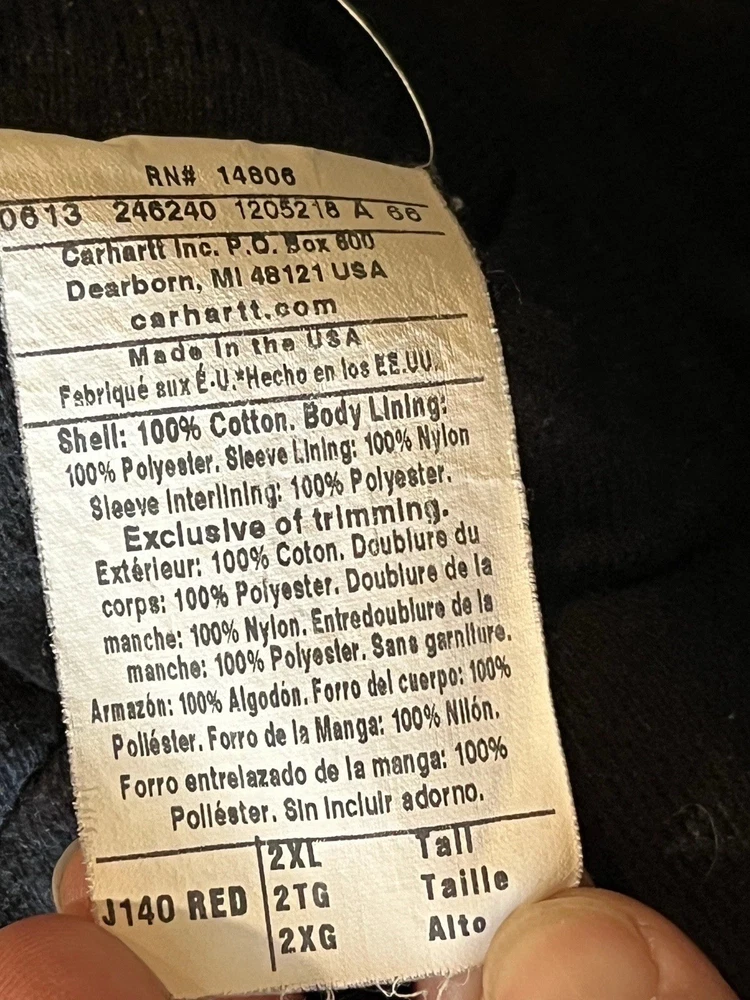 RN# 14806
0613 246240 1205218 A 66
Carhartt Inc. P.O. Box 600
Dearborn, MI 48121 USA
carhartt.com
Made in the USA
Fabriqué aux É.U.*Hecho en los EE.UU.
Shell: 100% Cotton. Body Lining:
100% Polyester. Sleeve Lining: 100% Nylon
Sleeve Interlining: 100% Polyester.
Exclusive of trimming.
Extérieur: 100% Coton. Doublure du
corps: 100% Polyester. Doublure de la
manche: 100% Nylon. Entredoublure de la
manche: 100% Polyester. Sans garniture.
Armazón: 100% Algodón. Forro del cuerpo: 100%
Poliéster. Forro de la Manga: 100% Nilón.
Forro entrelazado de la manga: 100%
Poliéster. Sin incluir adorno.
2XL Tall
J140 RED 2TG Taille
2XG Alto